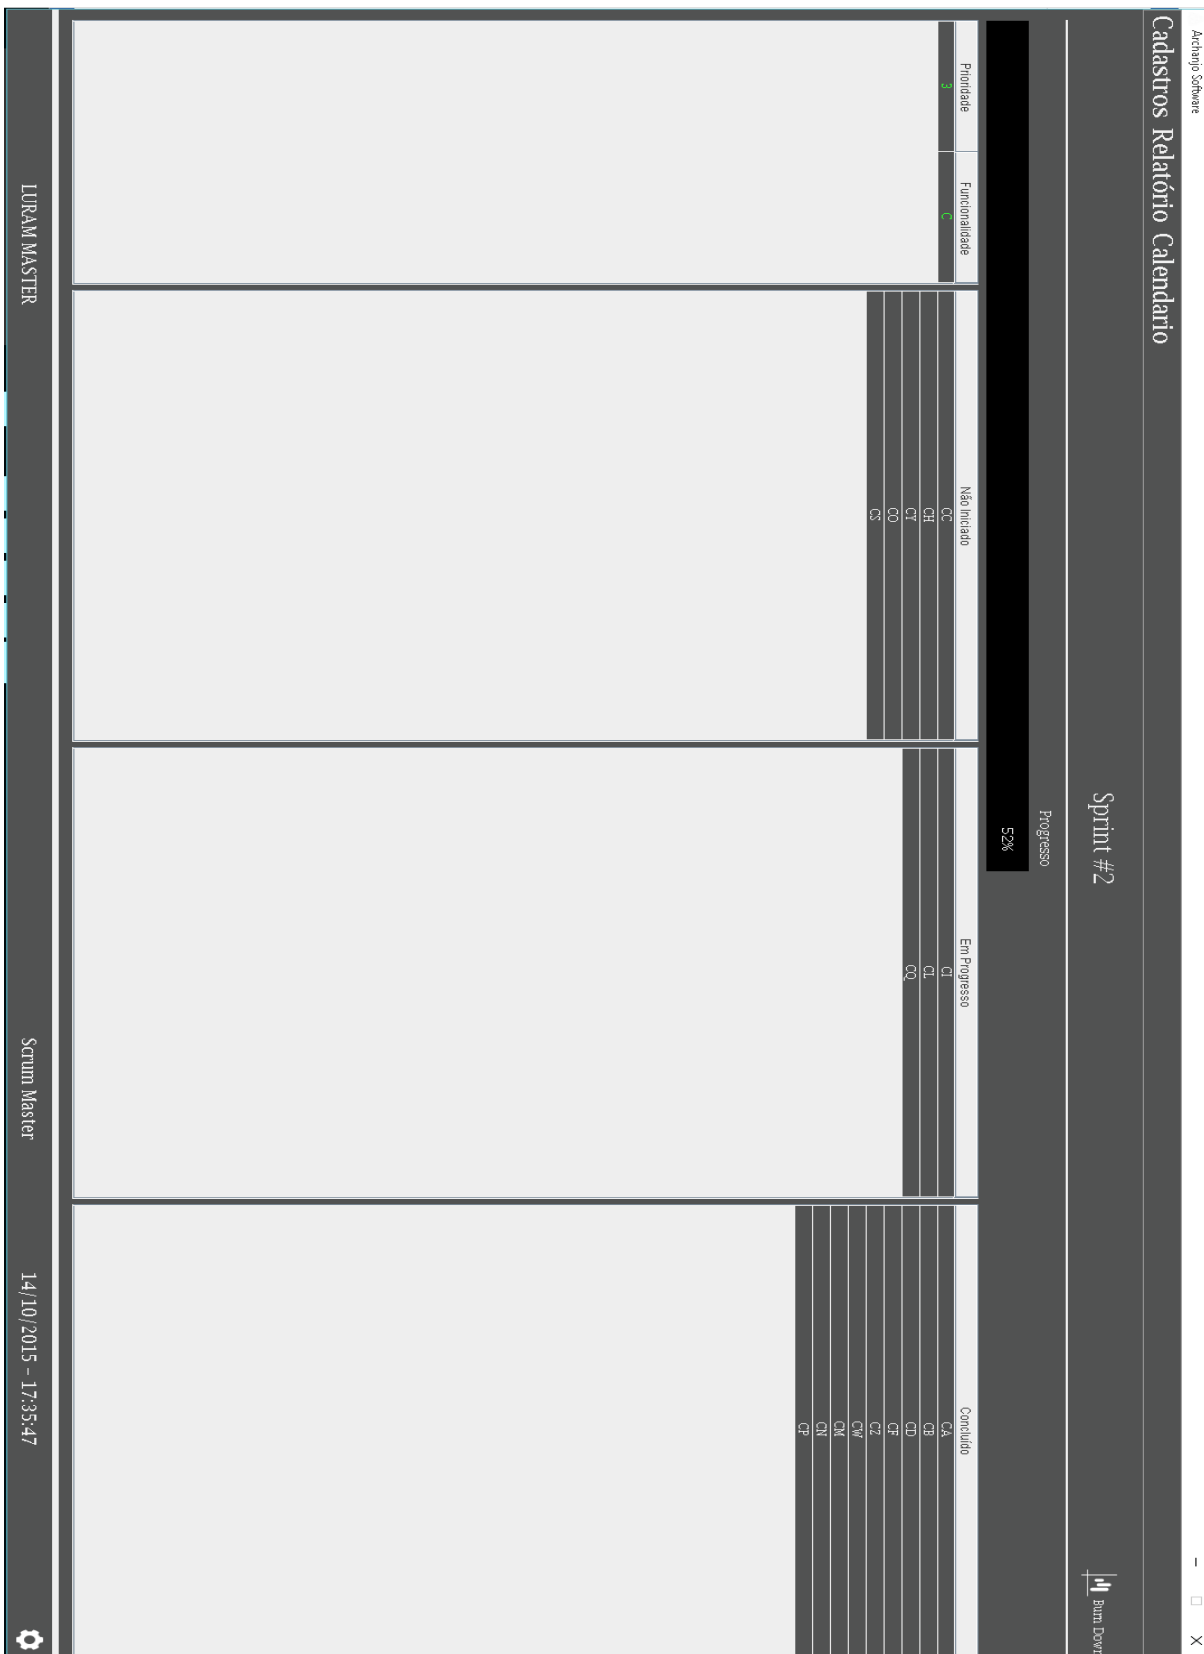 Archanjo Software
Cadastros Relatório Calendario
Sprint #2
Burn Down
Progresso
52%
Prioridade Funcionalidade
3 C
Não Iniciado
CC
CH
CY
CO
CS
Em Progresso
CI
CL
CQ
Concluído
CA
CB
CD
CF
CZ
CW
CM
CN
CP
LURAM MASTER Scrum Master 14/10/2015 - 17:35:47